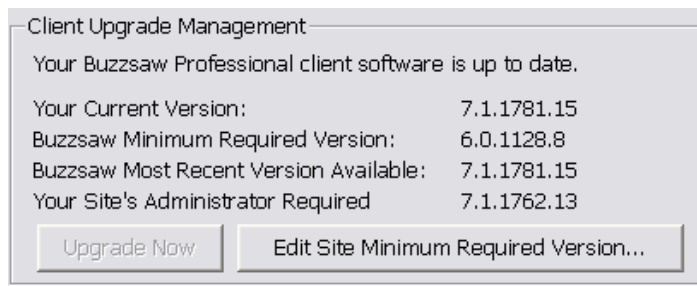 Client Upgrade Management
Your Buzzsaw Professional client software is up to date.
Your Current Version: 7.1.1781.15
Buzzsaw Minimum Required Version: 6.0.1128.8
Buzzsaw Most Recent Version Available: 7.1.1781.15
Your Site's Administrator Required 7.1.1762.13
Upgrade Now Edit Site Minimum Required Version...